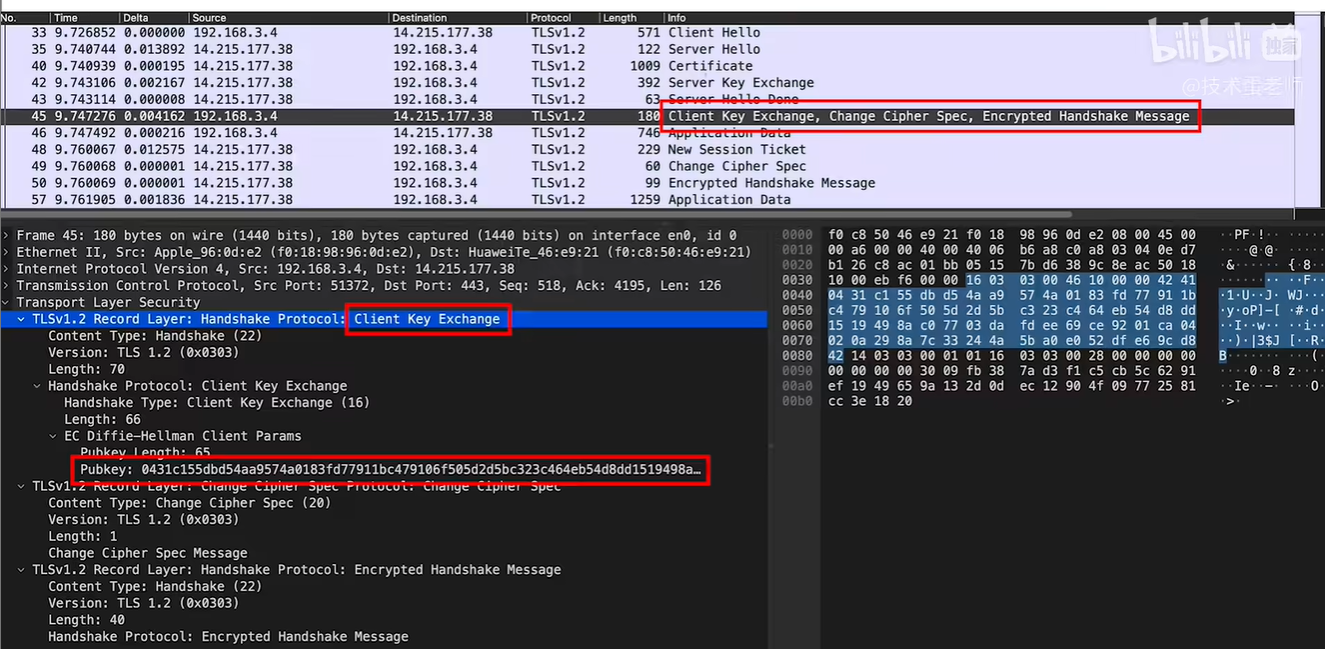 No. Time Delta Source Destination Protocol Length Info
33 9.726852 0.000000 192.168.3.4 14.215.177.38 TLSv1.2 571 Client Hello
35 9.740744 0.013892 14.215.177.38 192.168.3.4 TLSv1.2 122 Server Hello
40 9.740939 0.000195 14.215.177.38 192.168.3.4 TLSv1.2 1009 Certificate
42 9.743106 0.002167 14.215.177.38 192.168.3.4 TLSv1.2 392 Server Key Exchange
43 9.743114 0.000008 14.215.177.38 192.168.3.4 TLSv1.2 63 Server Hello Done
45 9.747276 0.004162 192.168.3.4 14.215.177.38 TLSv1.2 180 Client Key Exchange, Change Cipher Spec, Encrypted Handshake Message
46 9.747492 0.000216 192.168.3.4 14.215.177.38 TLSv1.2 746 Application Data
48 9.760067 0.012575 14.215.177.38 192.168.3.4 TLSv1.2 229 New Session Ticket
49 9.760068 0.000001 14.215.177.38 192.168.3.4 TLSv1.2 60 Change Cipher Spec
50 9.760069 0.000001 14.215.177.38 192.168.3.4 TLSv1.2 99 Encrypted Handshake Message
57 9.761905 0.001836 14.215.177.38 192.168.3.4 TLSv1.2 1259 Application Data
bilibili 独家
@技术蛋老师
Frame 45: 180 bytes on wire (1440 bits), 180 bytes captured (1440 bits) on interface en0, id 0
Ethernet II, Src: Apple_96:0d:e2 (f0:18:98:96:0d:e2), Dst: HuaweiTe_46:e9:21 (f0:c8:50:46:e9:21)
Internet Protocol Version 4, Src: 192.168.3.4, Dst: 14.215.177.38
Transmission Control Protocol, Src Port: 51372, Dst Port: 443, Seq: 518, Ack: 4195, Len: 126
Transport Layer Security
TLSv1.2 Record Layer: Handshake Protocol: Client Key Exchange
Content Type: Handshake (22)
Version: TLS 1.2 (0x0303)
Length: 70
Handshake Protocol: Client Key Exchange
Handshake Type: Client Key Exchange (16)
Length: 66
EC Diffie-Hellman Client Params
Pubkey Length: 65
Pubkey: 0431c155dbd54aa9574a0183fd77911bc479106f505d2d5bc323c464eb54d8dd1519498a…
TLSv1.2 Record Layer: Change Cipher Spec Protocol: Change Cipher Spec
Content Type: Change Cipher Spec (20)
Version: TLS 1.2 (0x0303)
Length: 1
Change Cipher Spec Message
TLSv1.2 Record Layer: Handshake Protocol: Encrypted Handshake Message
Content Type: Handshake (22)
Version: TLS 1.2 (0x0303)
Length: 40
Handshake Protocol: Encrypted Handshake Message
0000 f0 c8 50 46 e9 21 f0 18 98 96 0d e2 08 00 45 00
0010 00 a6 00 00 40 00 40 06 b6 a8 c0 a8 03 04 0e d7
0020 b1 26 c8 ac 01 bb 05 15 7b d6 38 9c 8e ac 50 18
0030 10 00 eb f6 00 00 16 03 03 00 46 10 00 00 42 41
0040 04 31 c1 55 db d5 4a a9 57 4a 01 83 fd 77 91 1b
0050 c4 79 10 6f 50 5d 2d 5b c3 23 c4 64 eb 54 d8 dd
0060 15 19 49 8a c0 77 03 da fd ee 69 ce 92 01 ca 04
0070 02 0a 29 8a 7c 33 24 4a 5b a0 e0 52 df e6 9c d8
0080 42 14 03 03 00 01 01 16 03 03 00 28 00 00 00 00
0090 00 00 00 00 30 09 fb 38 7a d3 f1 c5 cb 5c 62 91
00a0 ef 19 49 65 9a 13 2d 0d ec 12 90 4f 09 77 25 81
00b0 cc 3e 18 20